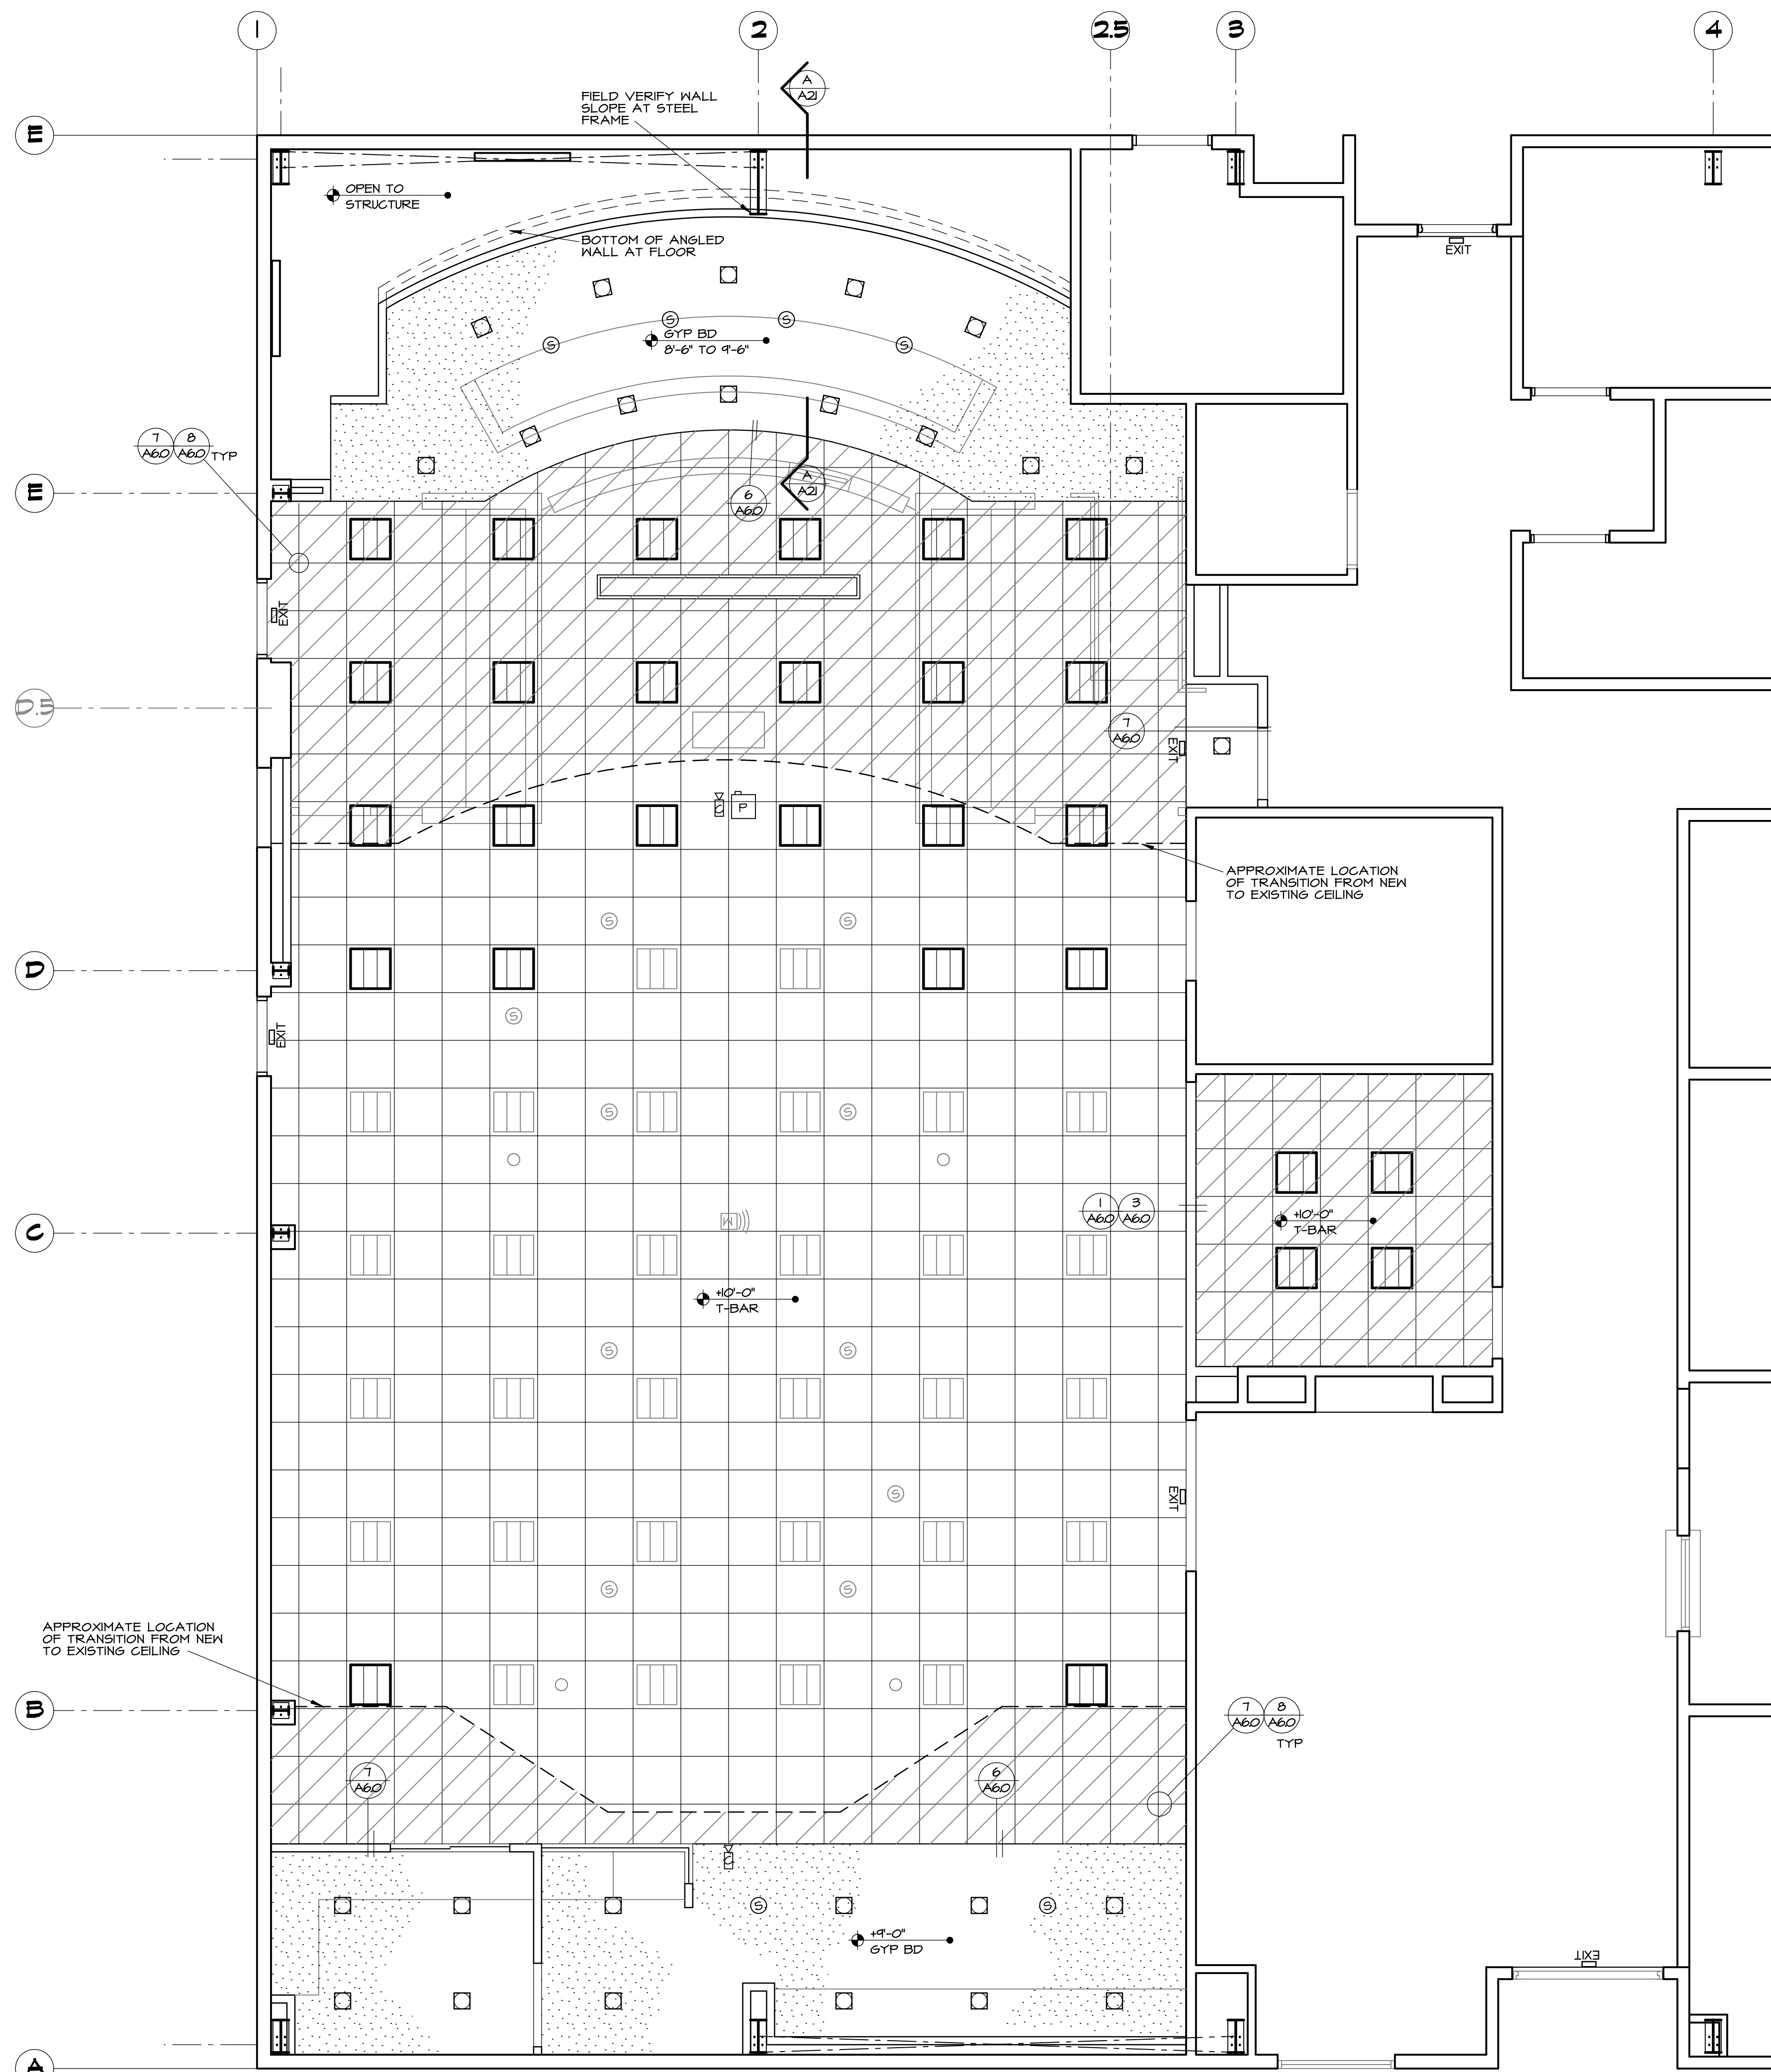 1
2
2.5
3
4
A
A2.1
FIELD VERIFY WALL
SLOPE AT STEEL
FRAME
E
OPEN TO
STRUCTURE
BOTTOM OF ANGLED
WALL AT FLOOR
EXIT
S
S
S
S
GYP BD
8'-6" TO 9'-6"
7
A6.0
8
A6.0
TYP
E
A
A2.1
6
A6.0
EXIT
D.5
7
A6.0
EXIT
C
P
APPROXIMATE LOCATION
OF TRANSITION FROM NEW
TO EXISTING CEILING
S
S
D
S
EXIT
S
S
1
A6.0
3
A6.0
M
+10'-0"
T-BAR
C
+10'-0"
T-BAR
S
S
S
EXIT
S
S
APPROXIMATE LOCATION
OF TRANSITION FROM NEW
TO EXISTING CEILING
B
7
A6.0
8
A6.0
TYP
7
A6.0
6
A6.0
C
S
S
+9'-0"
GYP BD
EXIT
A